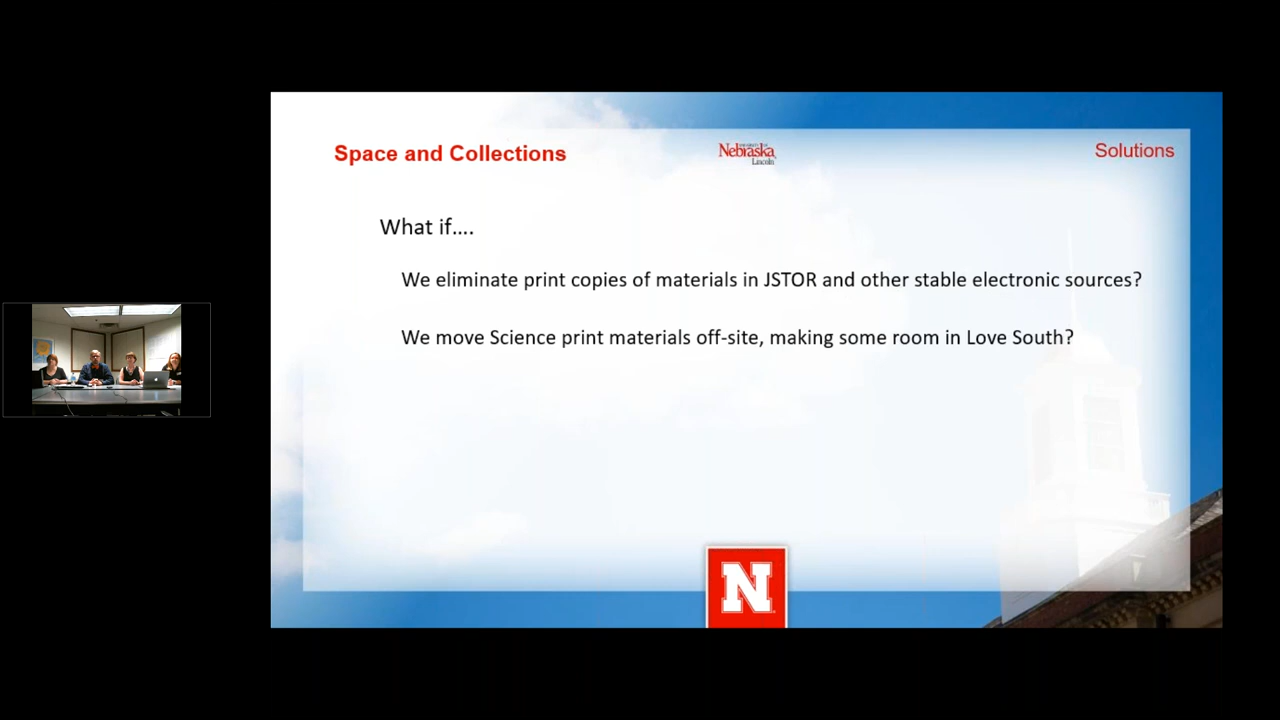 Space and Collections
Nebraska
Lincoln
Solutions
What if....
We eliminate print copies of materials in JSTOR and other stable electronic sources?
We move Science print materials off-site, making some room in Love South?
N